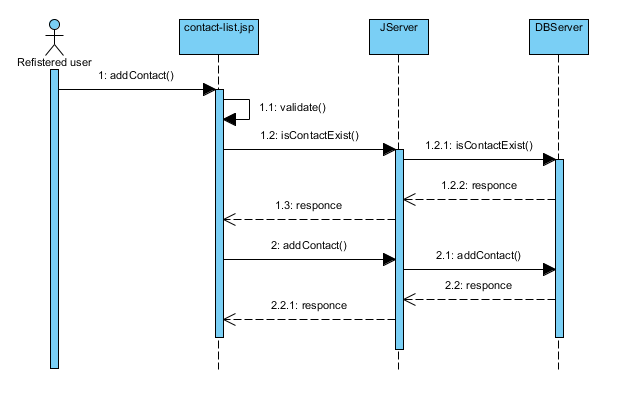 contact-list.jsp
JServer
DBServer
Refistered user
1: addContact()
1.1: validate()
1.2: isContactExist()
1.2.1: isContactExist()
1.2.2: responce
1.3: responce
2: addContact()
2.1: addContact()
2.2: responce
2.2.1: responce